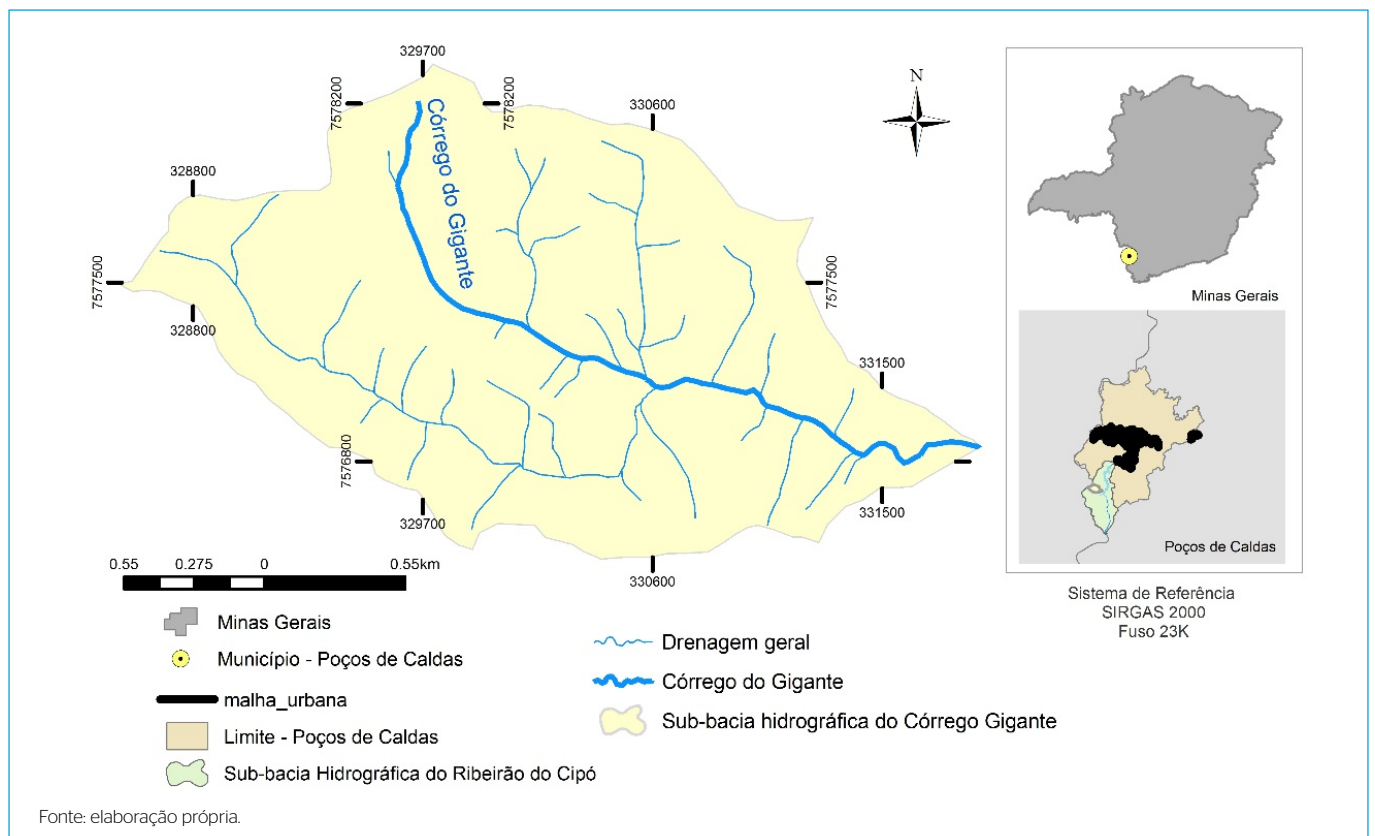 329700
7578200
7578200
330600
328800
Córrego do Gigante
N
7577500
7577500
328800
331500
7576800
329700
331500
330600
0.55 0.275 0 0.55km
Minas Gerais
Município - Poços de Caldas
malha_urbana
Limite - Poços de Caldas
Sub-bacia Hidrográfica do Ribeirão do Cipó
Drenagem geral
Córrego do Gigante
Sub-bacia hidrográfica do Córrego Gigante
Minas Gerais
Poços de Caldas
Sistema de Referência
SIRGAS 2000
Fuso 23K
Fonte: elaboração própria.